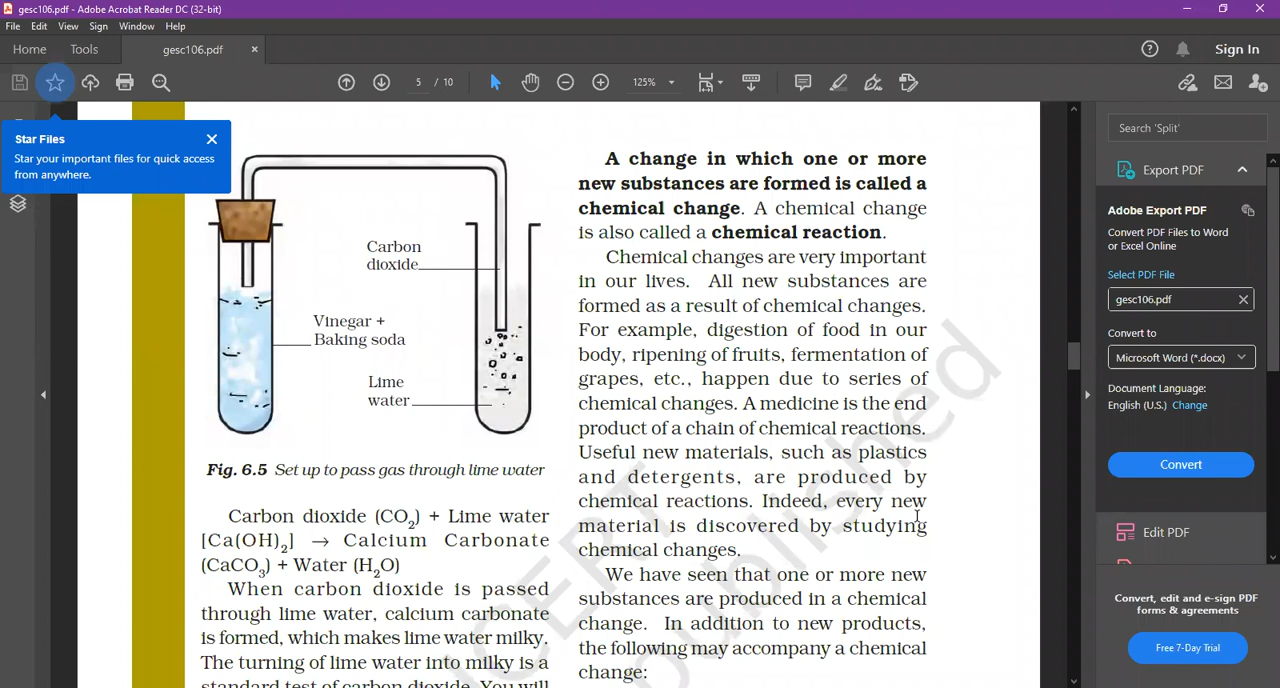 gesc106.pdf - Adobe Acrobat Reader DC (32-bit)
File Edit View Sign Window Help
Home Tools gesc106.pdf ×
Sign In
5 / 10
125%
Star Files
Star your important files for quick access
from anywhere.
Carbon
dioxide
Vinegar +
Baking soda
Lime
water
Fig. 6.5 Set up to pass gas through lime water
Carbon dioxide (CO2) + Lime water
[Ca(OH)2] → Calcium Carbonate
(CaCO3) + Water (H2O)
When carbon dioxide is passed
through lime water, calcium carbonate
is formed, which makes lime water milky.
The turning of lime water into milky is a
standard test of carbon dioxide. You will
A change in which one or more
new substances are formed is called a
chemical change. A chemical change
is also called a chemical reaction.
Chemical changes are very important
in our lives. All new substances are
formed as a result of chemical changes.
For example, digestion of food in our
body, ripening of fruits, fermentation of
grapes, etc., happen due to series of
chemical changes. A medicine is the end
product of a chain of chemical reactions.
Useful new materials, such as plastics
and detergents, are produced by
chemical reactions. Indeed, every new
material is discovered by studying
chemical changes.
We have seen that one or more new
substances are produced in a chemical
change. In addition to new products,
the following may accompany a chemical
change:
NCERT
published
Search 'Split'
Export PDF
Adobe Export PDF
Convert PDF Files to Word
or Excel Online
Select PDF File
gesc106.pdf
Convert to
Microsoft Word (*.docx)
Document Language:
English (U.S.) Change
Convert
Edit PDF
Convert, edit and e-sign PDF
forms & agreements
Free 7-Day Trial